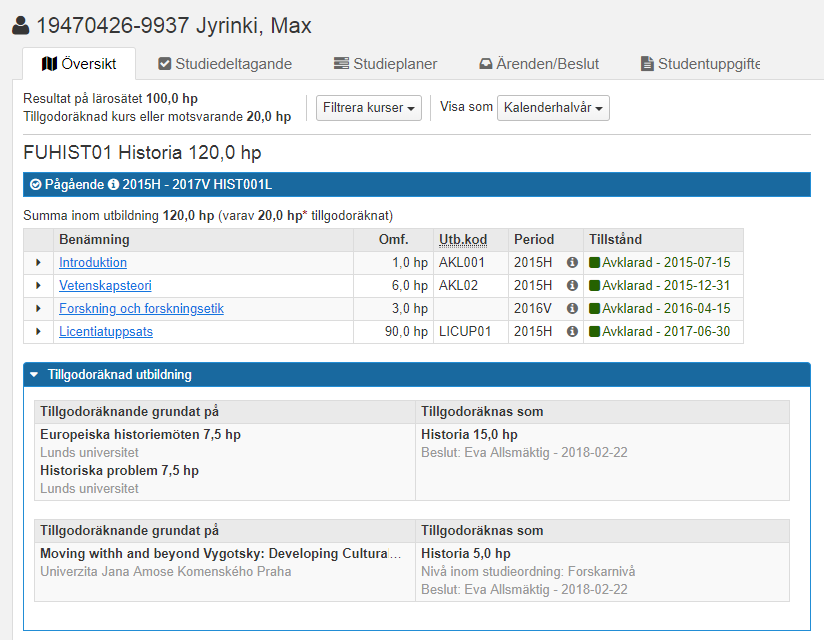 19470426-9937 Jyrinki, Max
Översikt Studiedeltagande Studieplaner Ärenden/Beslut Studentuppgifte
Resultat på lärosätet 100,0 hp
Tillgodoräknad kurs eller motsvarande 20,0 hp
Filtrera kurser Visa som Kalenderhalvår
FUHIST01 Historia 120,0 hp
Pågående 2015H - 2017V HIST001L
Summa inom utbildning 120,0 hp (varav 20,0 hp* tillgodoräknat)
Benämning Omf. Utb.kod Period Tillstånd
Introduktion 1,0 hp AKL001 2015H Avklarad - 2015-07-15
Vetenskapsteori 6,0 hp AKL02 2015H Avklarad - 2015-12-31
Forskning och forskningsetik 3,0 hp 2016V Avklarad - 2016-04-15
Licentiatuppsats 90,0 hp LICUP01 2015H Avklarad - 2017-06-30
Tillgodoräknad utbildning
Tillgodoräknande grundat på Tillgodoräknas som
Europeiska historiemöten 7,5 hp Historia 15,0 hp
Lunds universitet Beslut: Eva Allsmäktig - 2018-02-22
Historiska problem 7,5 hp
Lunds universitet
Tillgodoräknande grundat på Tillgodoräknas som
Moving withh and beyond Vygotsky: Developing Cultura... Historia 5,0 hp
Univerzita Jana Amose Komenského Praha Nivå inom studieordning: Forskarnivå
Beslut: Eva Allsmäktig - 2018-02-22